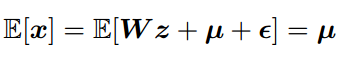 𝔼[𝒙] = 𝔼[𝑾𝒛 + 𝝁 + 𝝐] = 𝝁